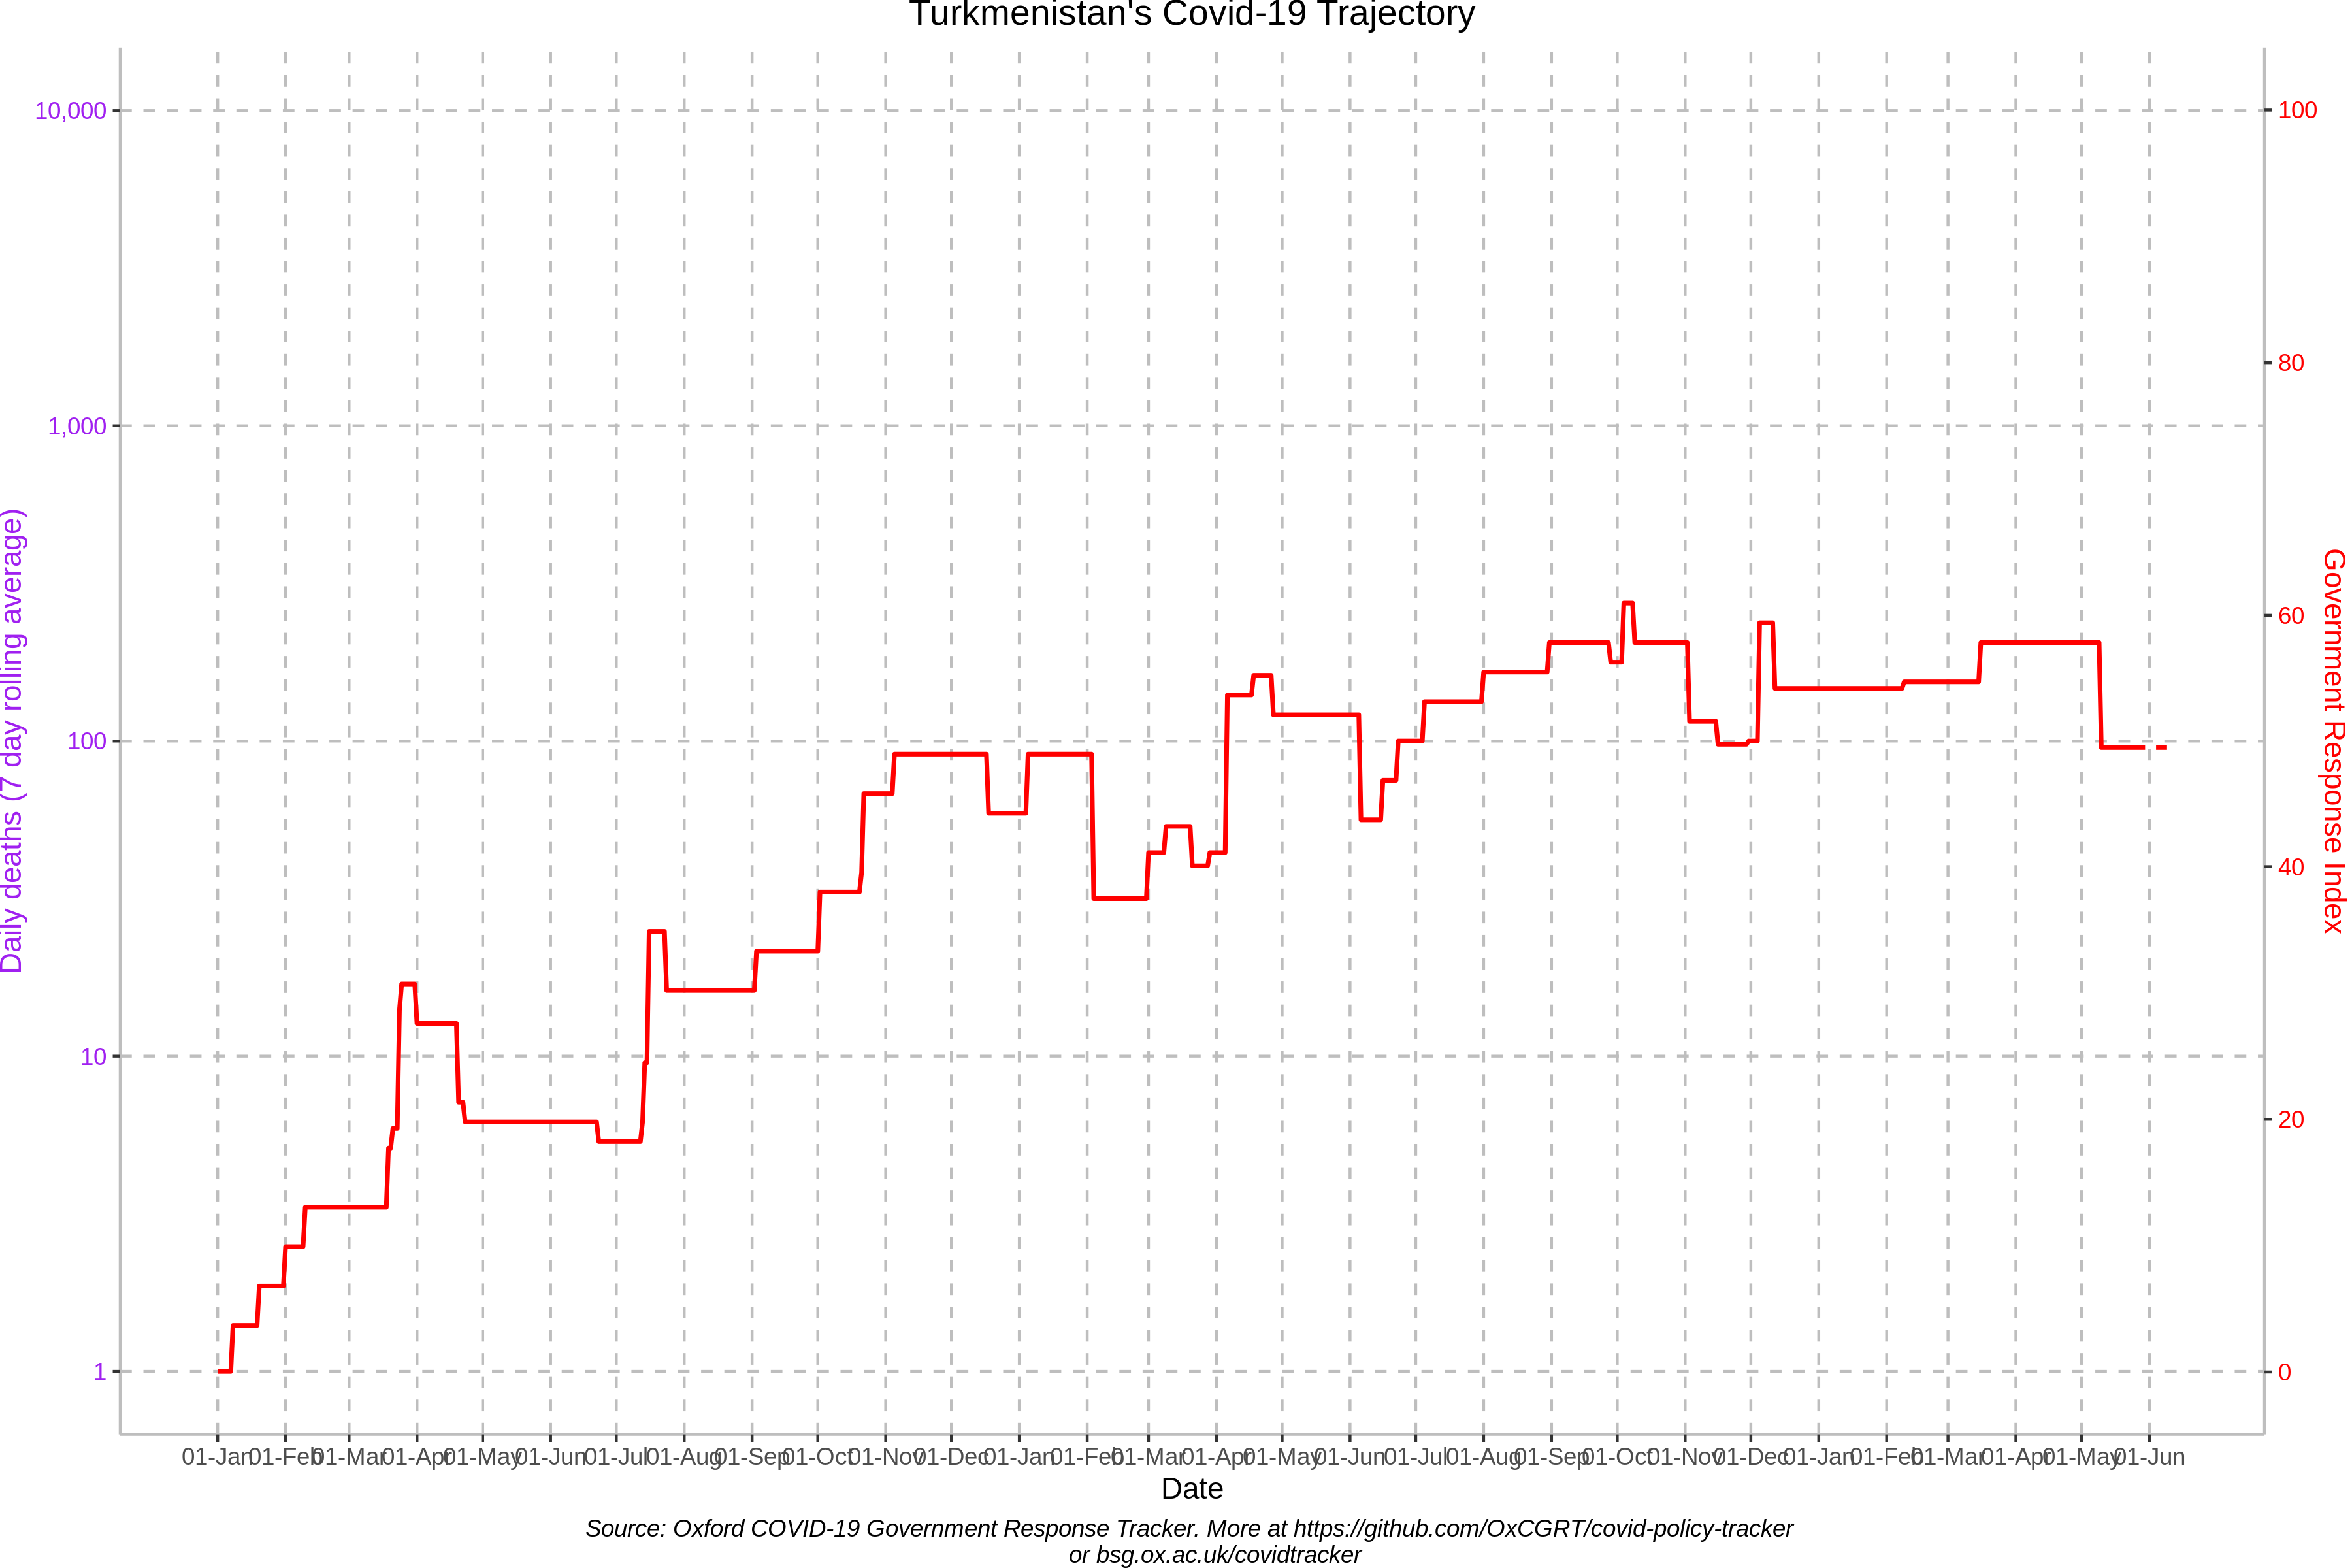 Turkmenistan's Covid-19 Trajectory
10,000
1,000
100
10
1
Daily deaths (7 day rolling average)
100
80
60
40
20
0
Government Response Index
01-Jan 01-Feb 01-Mar 01-Apr 01-May 01-Jun 01-Jul 01-Aug 01-Sep 01-Oct 01-Nov 01-Dec 01-Jan 01-Feb 01-Mar 01-Apr 01-May 01-Jun 01-Jul 01-Aug 01-Sep 01-Oct 01-Nov 01-Dec 01-Jan 01-Feb 01-Mar 01-Apr 01-May 01-Jun
Date
Source: Oxford COVID-19 Government Response Tracker. More at https://github.com/OxCGRT/covid-policy-tracker
or bsg.ox.ac.uk/covidtracker